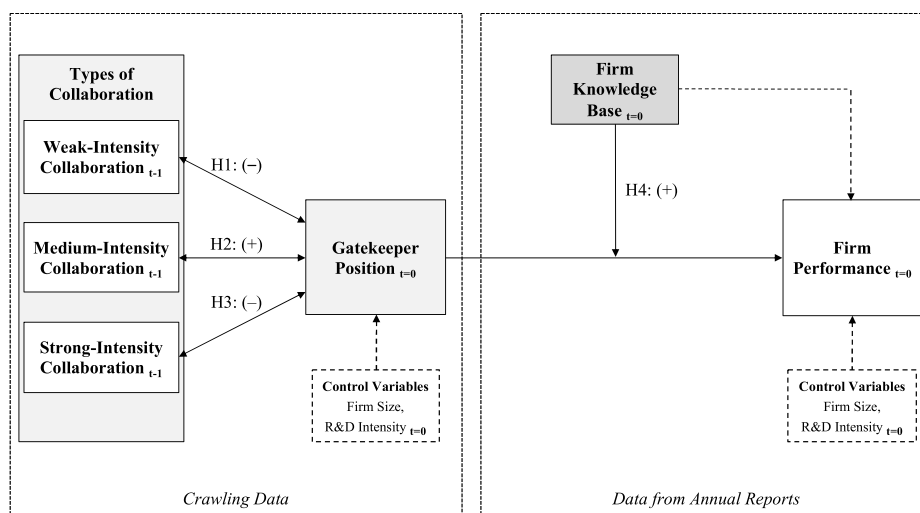 Types of
Collaboration
Weak-Intensity
Collaboration t-1
Medium-Intensity
Collaboration t-1
Strong-Intensity
Collaboration t-1
H1: (−)
H2: (+)
H3: (–)
Gatekeeper
Position t=0
Control Variables
Firm Size,
R&D Intensity t=0
Crawling Data
Firm
Knowledge
Base t=0
H4: (+)
Firm
Performance t=0
Control Variables
Firm Size,
R&D Intensity t=0
Data from Annual Reports